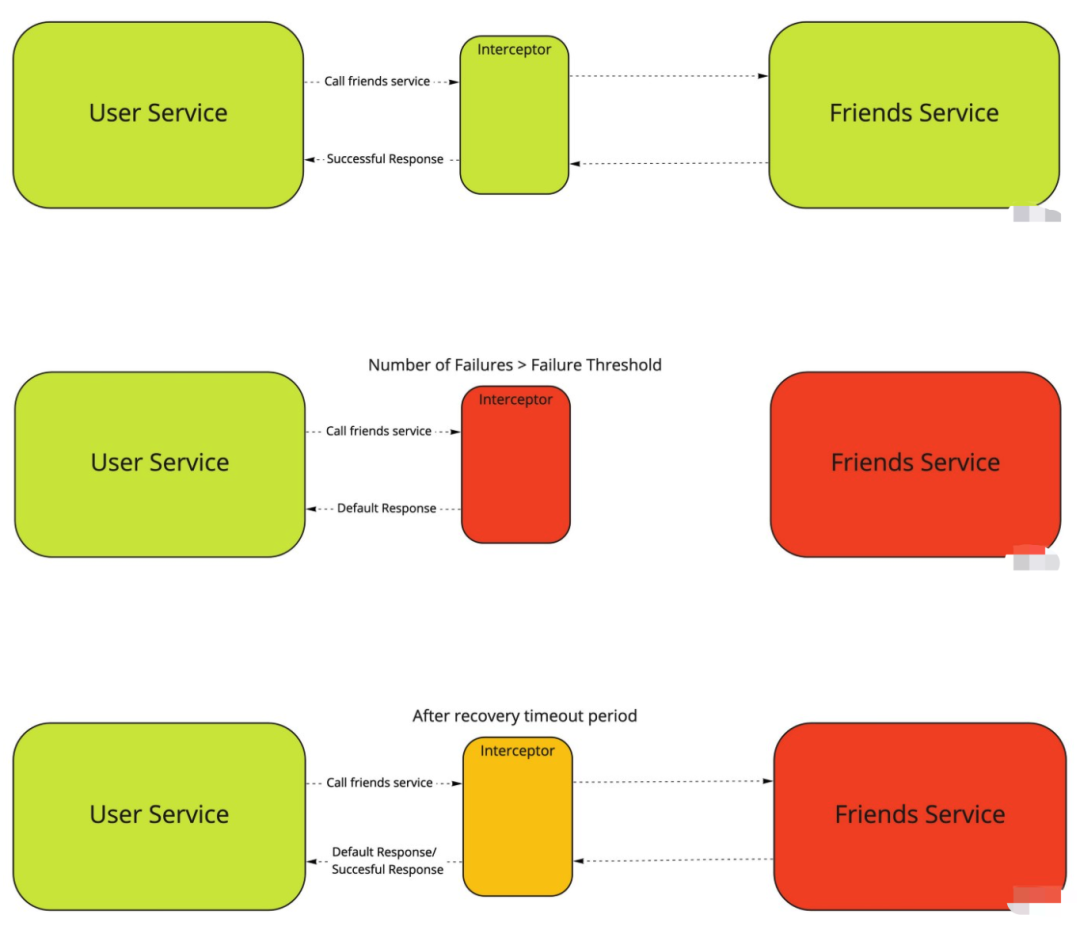 Interceptor
User Service
Call friends service
Successful Response
Friends Service
Number of Failures > Failure Threshold
Interceptor
User Service
Call friends service
Default Response
Friends Service
After recovery timeout period
Interceptor
User Service
Call friends service
Default Response/
Succesful Response
Friends Service